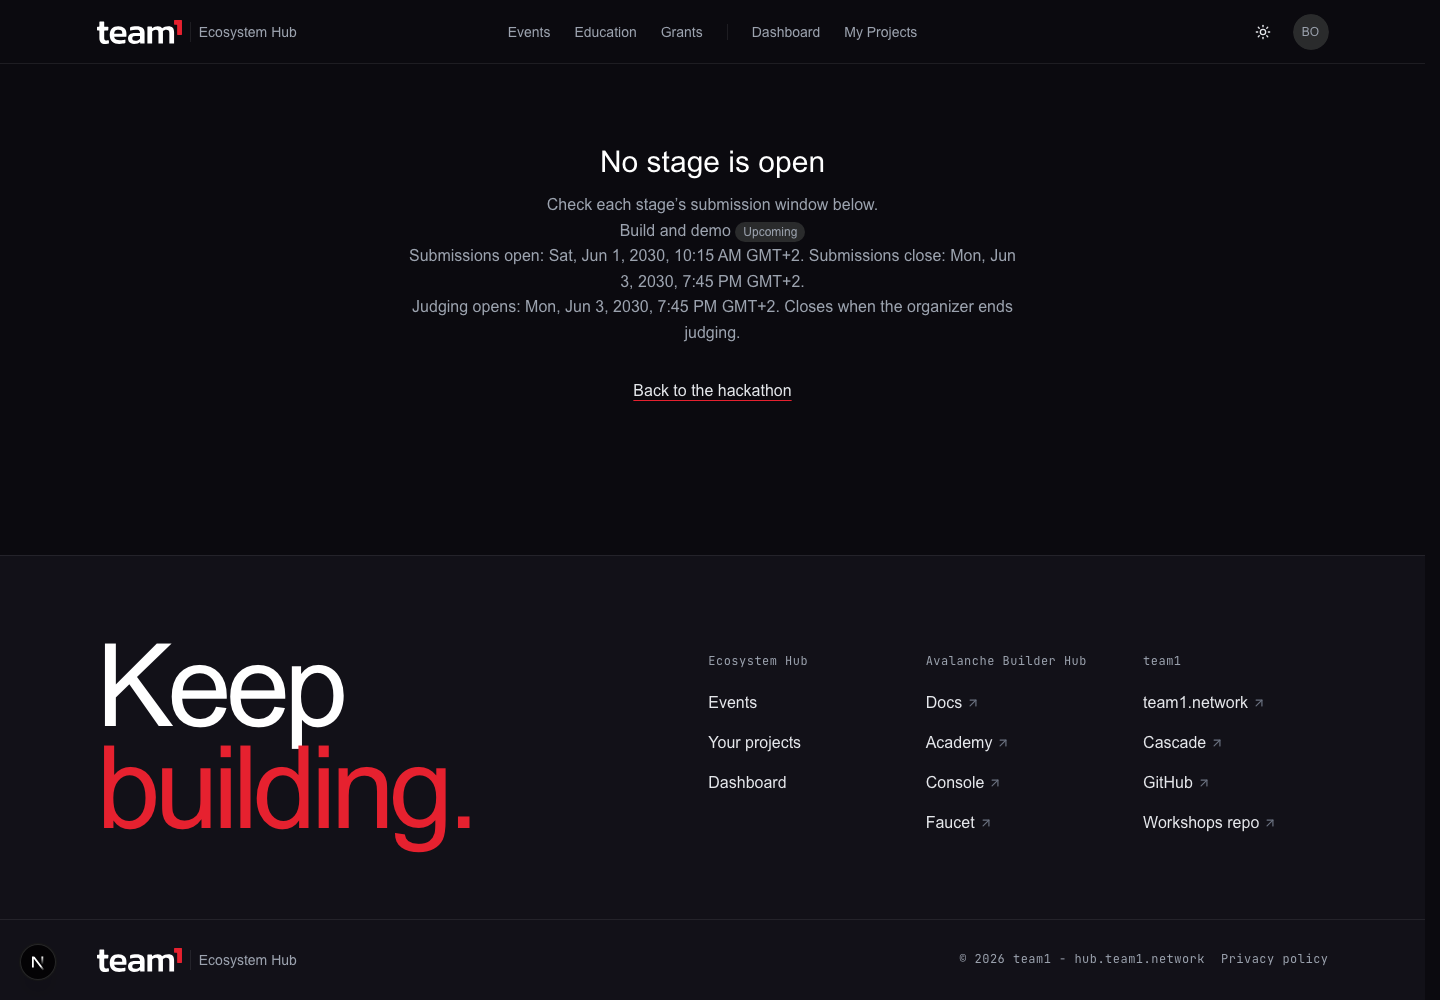 team1 Ecosystem Hub Events Education Grants Dashboard My Projects BO
No stage is open
Check each stage's submission window below.
Build and demo Upcoming
Submissions open: Sat, Jun 1, 2030, 10:15 AM GMT+2. Submissions close: Mon, Jun
3, 2030, 7:45 PM GMT+2.
Judging opens: Mon, Jun 3, 2030, 7:45 PM GMT+2. Closes when the organizer ends
judging.
Back to the hackathon
Keep
building.
Ecosystem Hub
Events
Your projects
Dashboard
Avalanche Builder Hub
Docs
Academy
Console
Faucet
team1
team1.network
Cascade
GitHub
Workshops repo
N
team1 Ecosystem Hub
© 2026 team1 - hub.team1.network Privacy policy